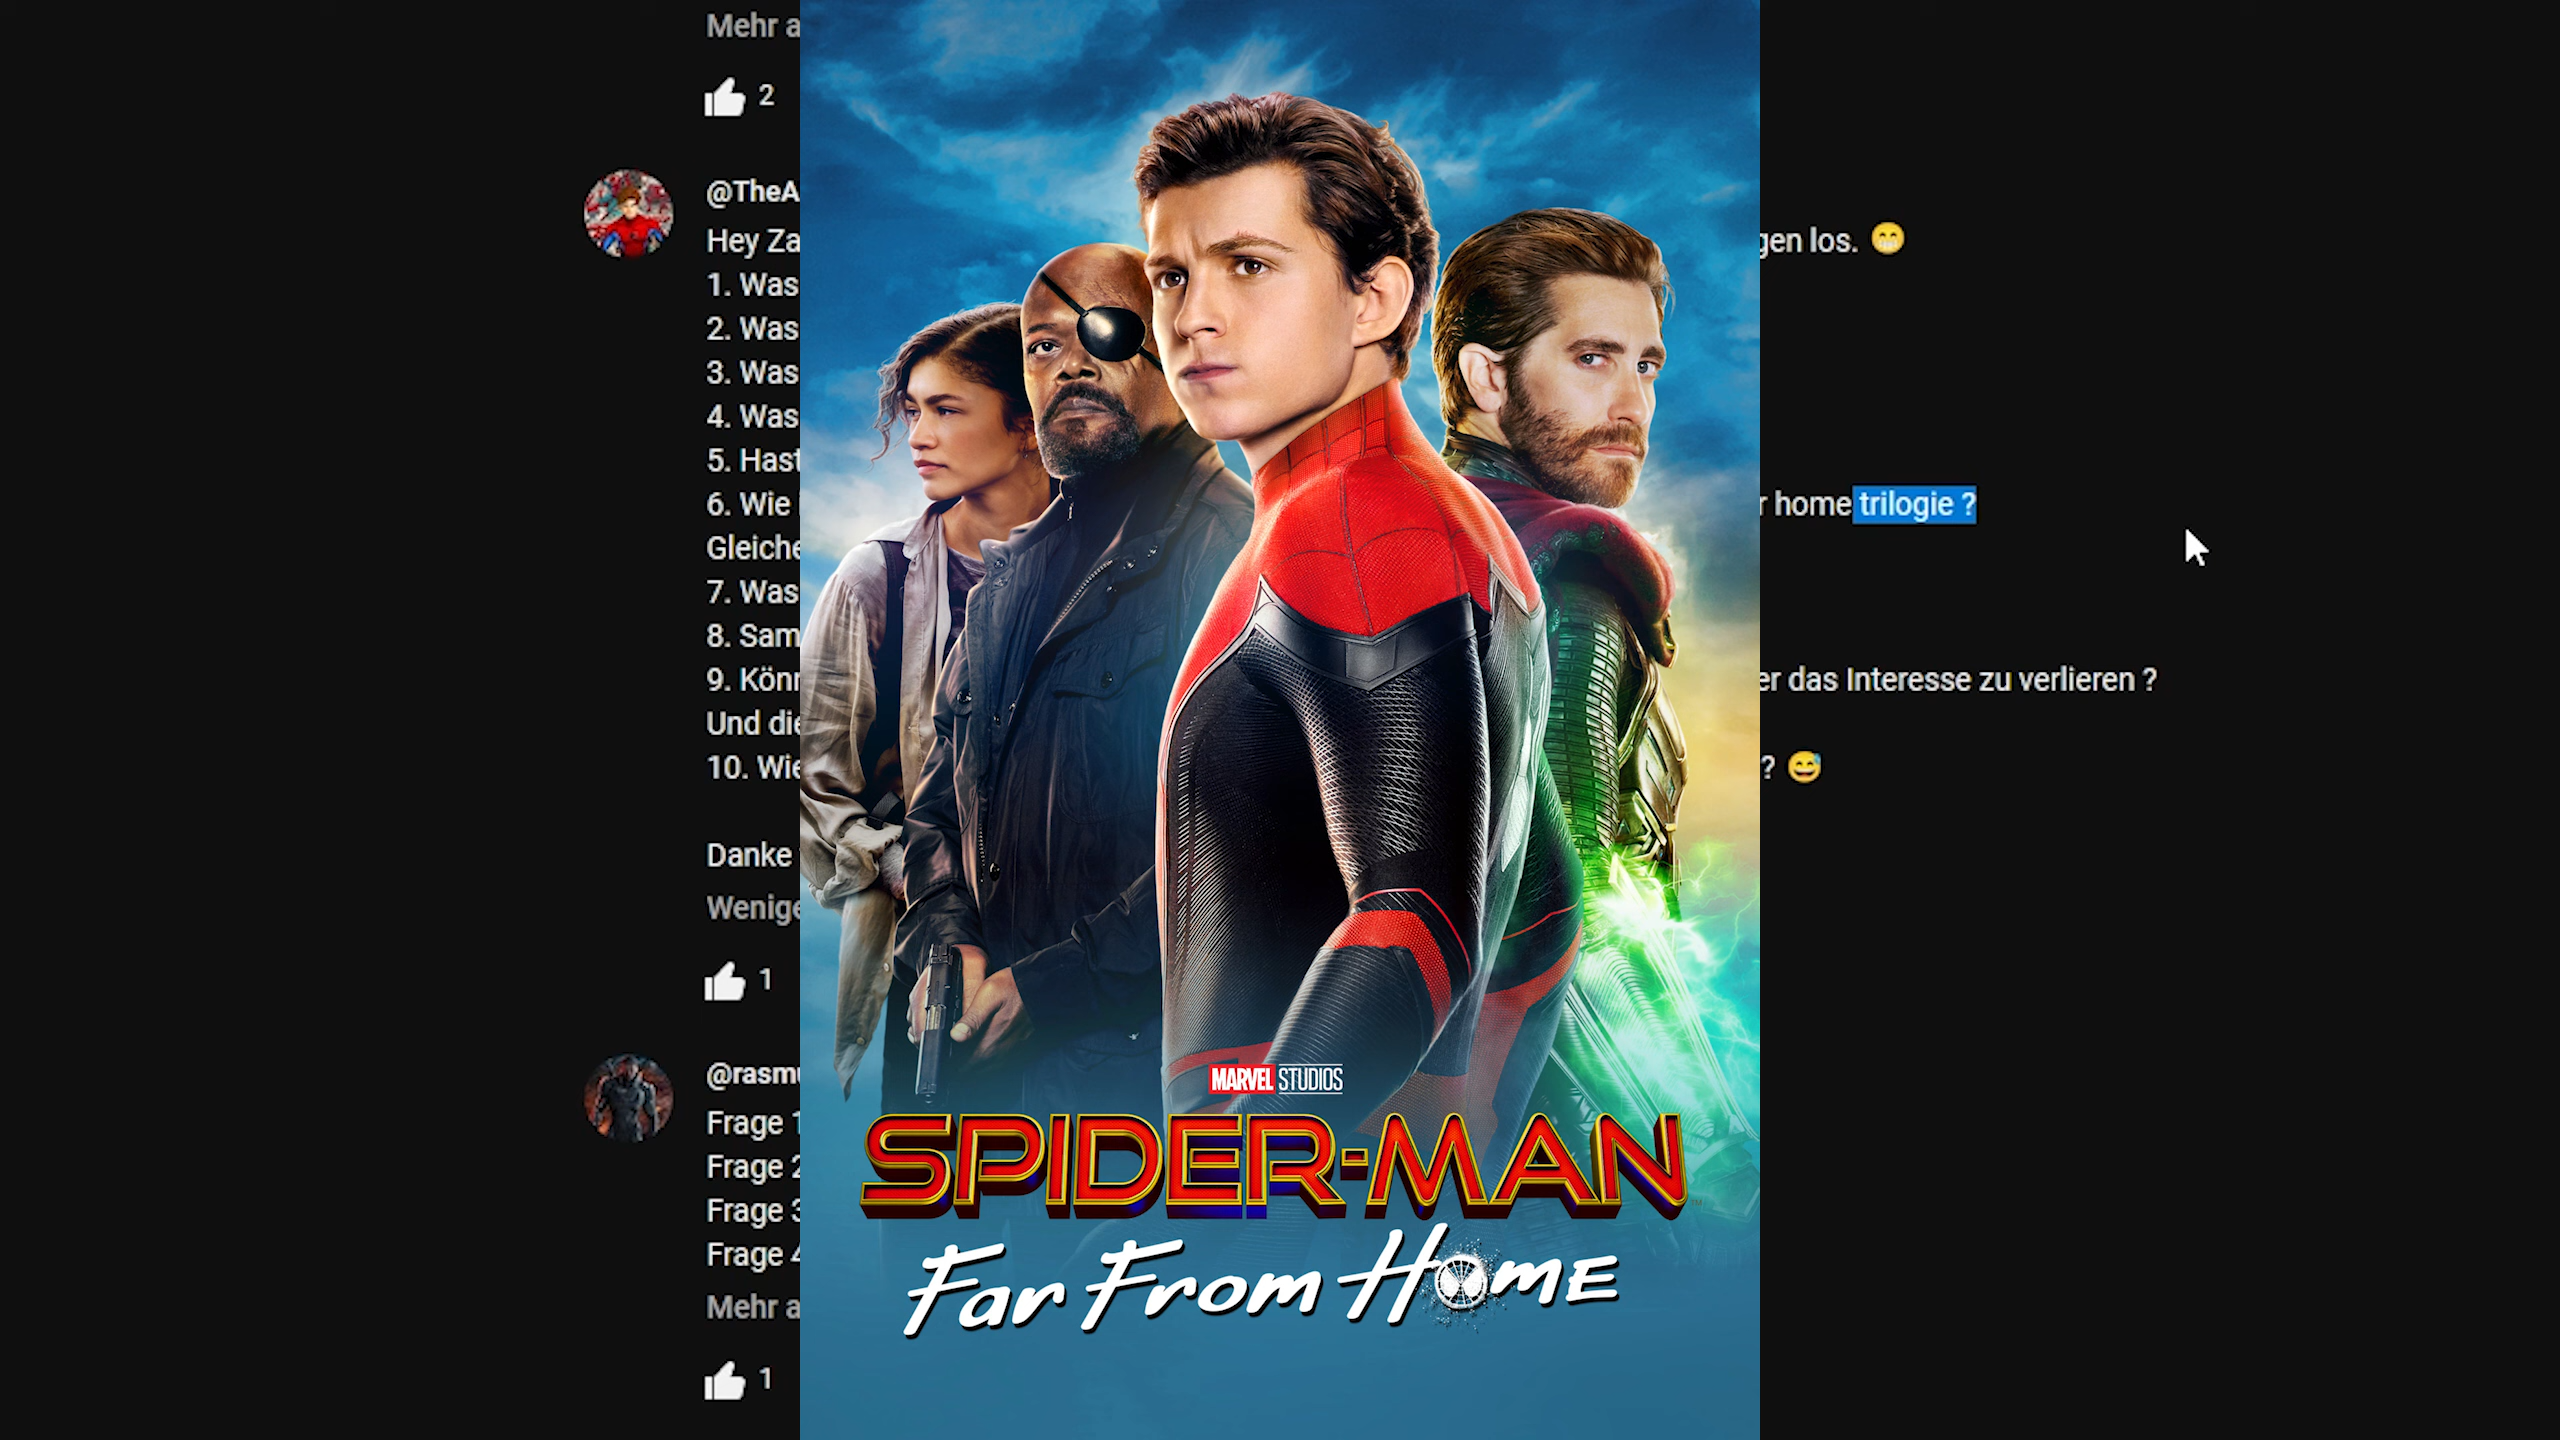 Mehr a
2
@TheA
Hey Za
gen los. 😁
1. Was
2. Was
3. Was
4. Was
5. Hast
6. Wie
r home trilogie ?
Gleiche
7. Was
8. Sam
9. Könn
er das Interesse zu verlieren ?
Und die
10. Wie
? 😅
Danke
Wenige
1
@rasmu
Frage 1
Frage 2
Frage 3
Frage 4
Mehr a
1
MARVEL STUDIOS
SPIDER-MAN
Far From Home